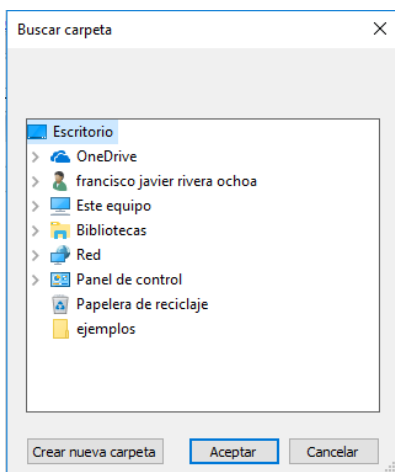 Buscar carpeta
Escritorio
OneDrive
francisco javier rivera ochoa
Este equipo
Bibliotecas
Red
Panel de control
Papelera de reciclaje
ejemplos
Crear nueva carpeta Aceptar Cancelar